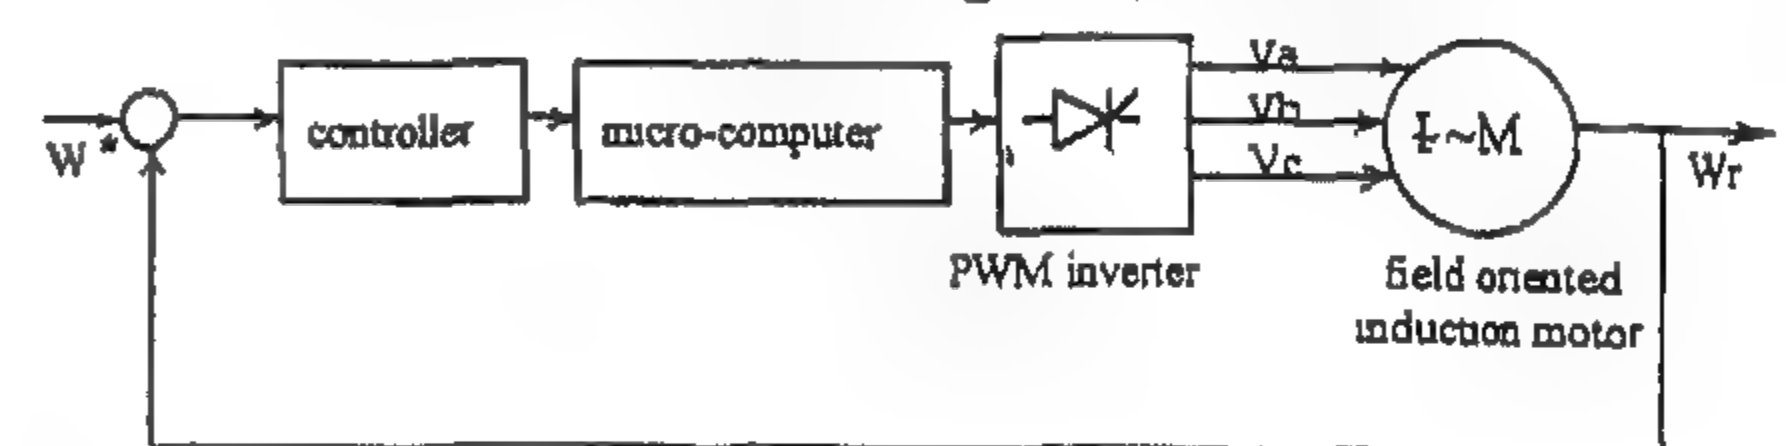 W *
controller
micro-computer
Va
Vb
Vc
I ~M
Wr
PWM inverter
field oriented
induction motor